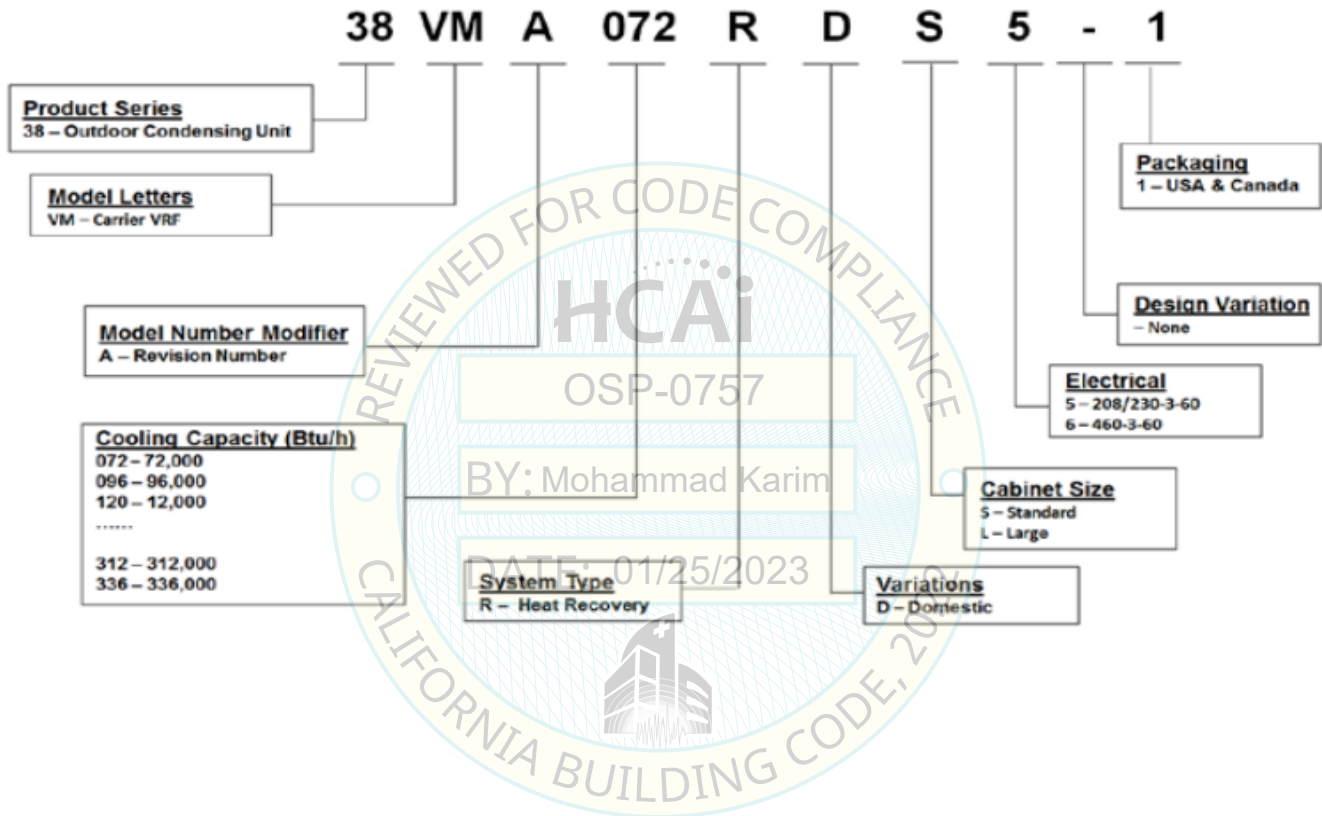 38 VM A 072 R D S 5 - 1
Product Series
38 – Outdoor Condensing Unit
Model Letters
VM – Carrier VRF
Packaging
1 – USA & Canada
Design Variation
– None
Model Number Modifier
A – Revision Number
Electrical
5 – 208/230-3-60
6 – 460-3-60
Cooling Capacity (Btu/h)
072 – 72,000
096 – 96,000
120 – 12,000
......
312 – 312,000
336 – 336,000
Cabinet Size
S – Standard
L – Large
System Type
R – Heat Recovery
Variations
D – Domestic
REVIEWED FOR CODE COMPLIANCE
HCAi
OSP-0757
BY: Mohammad Karim
DATE: 01/25/2023
CALIFORNIA BUILDING CODE, 2022